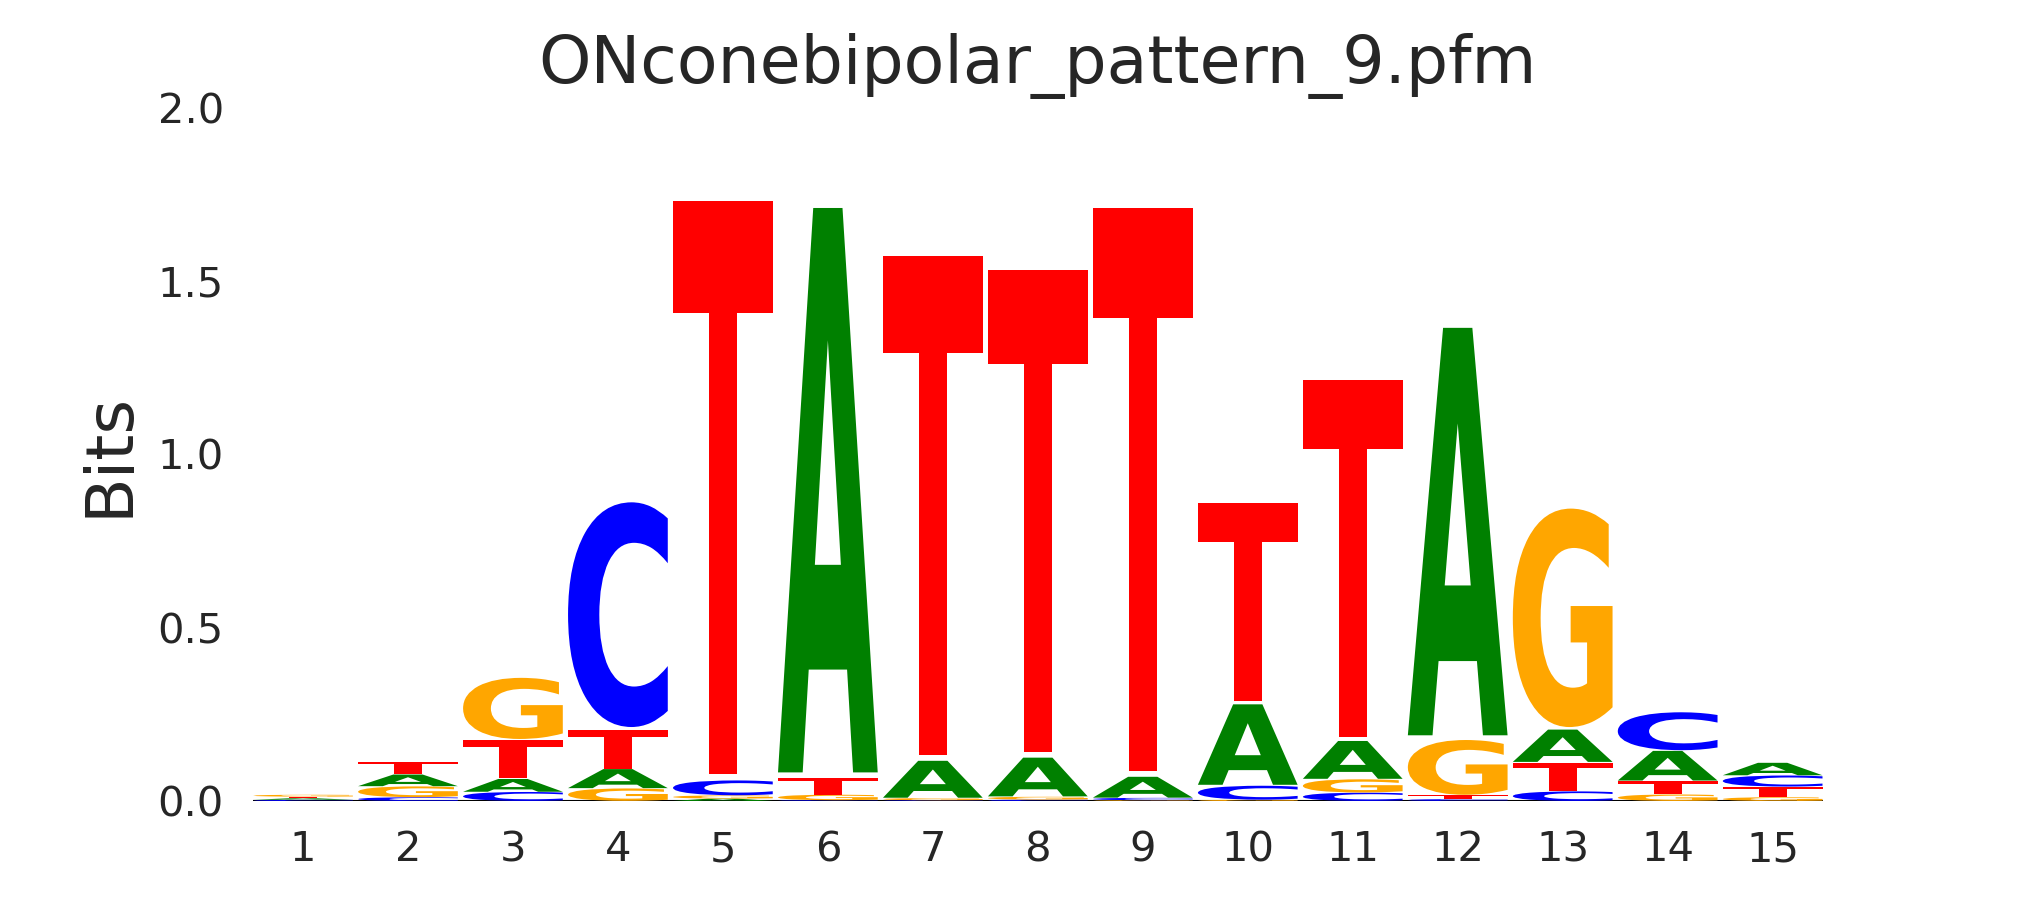 ONconebipolar_pattern_9.pfm
2.0
1.5
1.0
0.5
0.0
Bits
T A G C
G T A C
C T A G
T C G A
A T G C
T A G
T A G
T A G
T A C
T A C G
T A G C
A G T C
G A T C
C A T G
A C T G
1 2 3 4 5 6 7 8 9 10 11 12 13 14 15